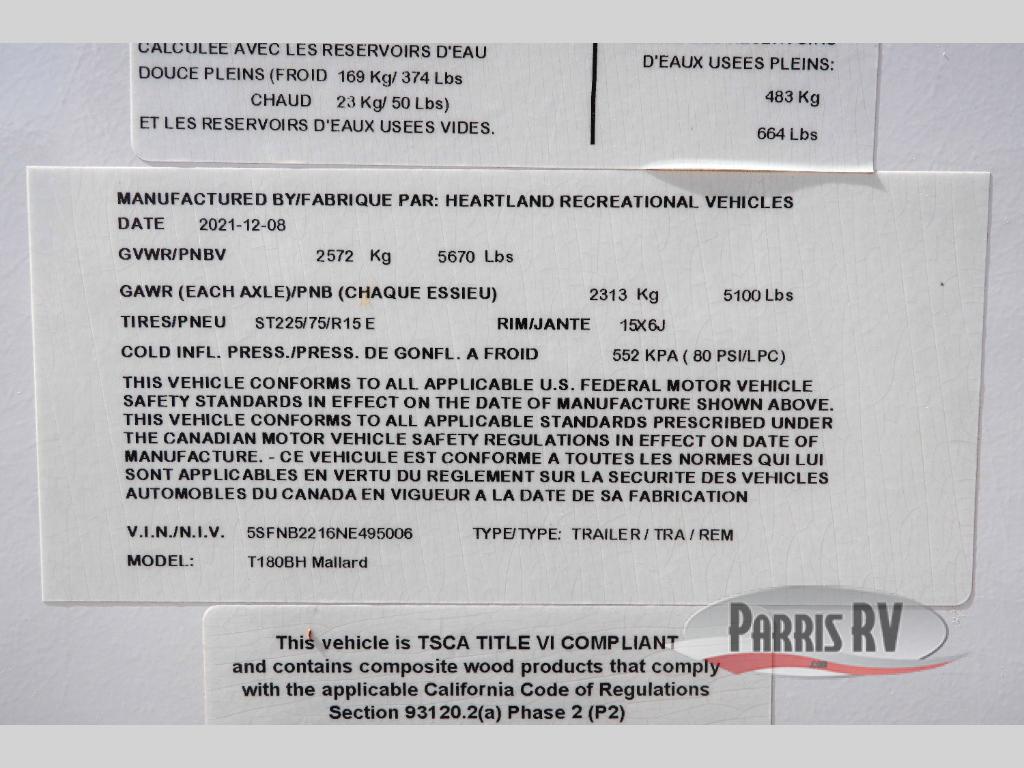 CALCULEE AVEC LES RESERVOIRS D'EAU
DOUCE PLEINS (FROID 169 Kg/ 374 Lbs
CHAUD 23 Kg/ 50 Lbs)
ET LES RESERVOIRS D'EAUX USEES VIDES.
D'EAUX USEES PLEINS:
483 Kg
664 Lbs
MANUFACTURED BY/FABRIQUE PAR: HEARTLAND RECREATIONAL VEHICLES
DATE 2021-12-08
GVWR/PNBV 2572 Kg 5670 Lbs
GAWR (EACH AXLE)/PNB (CHAQUE ESSIEU) 2313 Kg 5100 Lbs
TIRES/PNEU ST225/75/R15 E RIM/JANTE 15X6J
COLD INFL. PRESS./PRESS. DE GONFL. A FROID 552 KPA ( 80 PSI/LPC)
THIS VEHICLE CONFORMS TO ALL APPLICABLE U.S. FEDERAL MOTOR VEHICLE
SAFETY STANDARDS IN EFFECT ON THE DATE OF MANUFACTURE SHOWN ABOVE.
THIS VEHICLE CONFORMS TO ALL APPLICABLE STANDARDS PRESCRIBED UNDER
THE CANADIAN MOTOR VEHICLE SAFETY REGULATIONS IN EFFECT ON DATE OF
MANUFACTURE. - CE VEHICULE EST CONFORME A TOUTES LES NORMES QUI LUI
SONT APPLICABLES EN VERTU DU REGLEMENT SUR LA SECURITE DES VEHICLES
AUTOMOBLES DU CANADA EN VIGUEUR A LA DATE DE SA FABRICATION
V.I.N./N.I.V. 5SFNB2216NE495006 TYPE/TYPE: TRAILER / TRA / REM
MODEL: T180BH Mallard
PARRIS RV
.com
This vehicle is TSCA TITLE VI COMPLIANT
and contains composite wood products that comply
with the applicable California Code of Regulations
Section 93120.2(a) Phase 2 (P2)